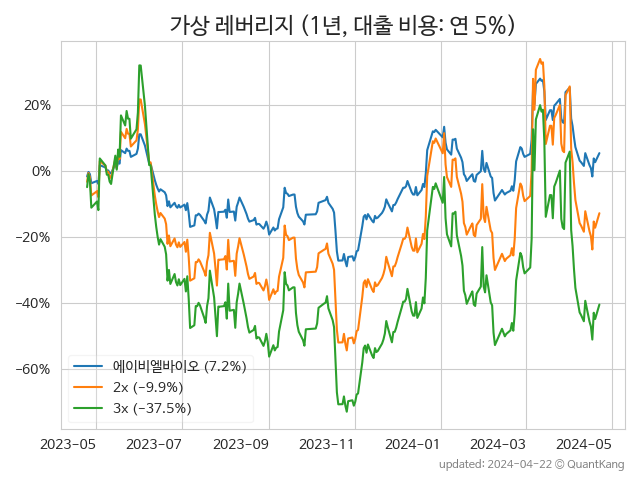 가상 레버리지 (1년, 대출 비용: 연 5%)
20%
0%
−20%
−40%
−60%
에이비엘바이오 (7.2%)
2x (−9.9%)
3x (−37.5%)
2023-05 2023-07 2023-09 2023-11 2024-01 2024-03 2024-05
updated: 2024-04-22 © QuantKang